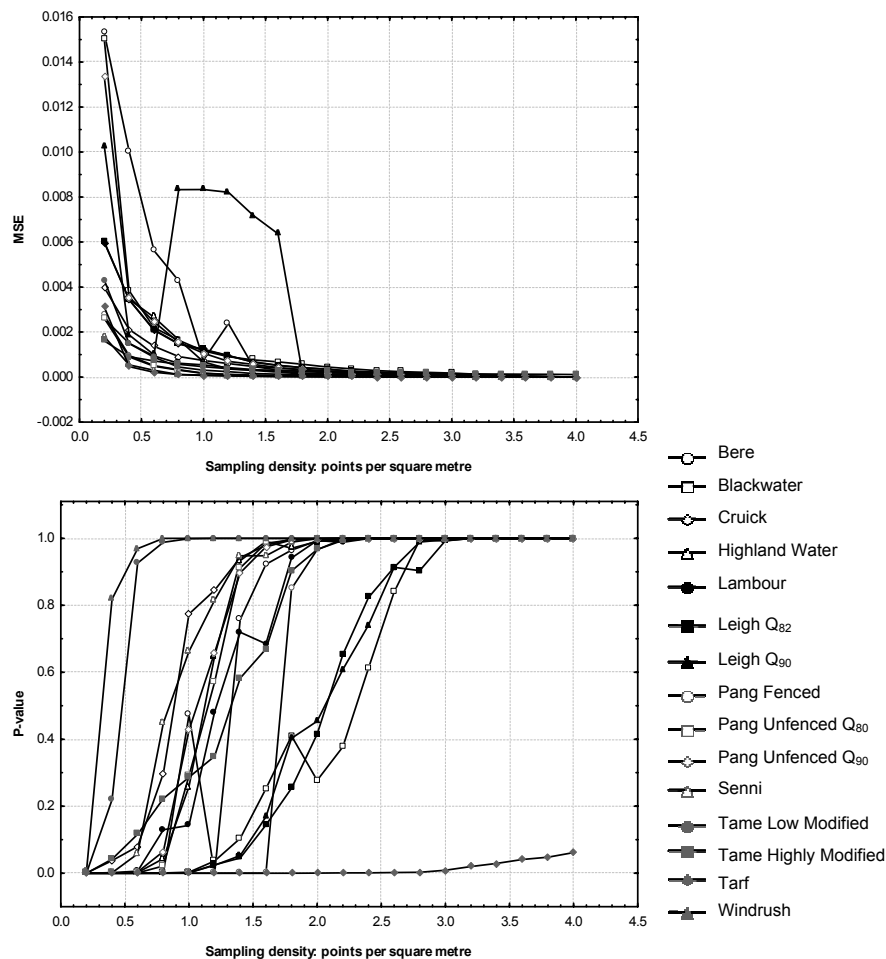 0.016
0.014
0.012
0.010
0.008
0.006
0.004
0.002
0.000
-0.002
MSE
0.0 0.5 1.0 1.5 2.0 2.5 3.0 3.5 4.0 4.5
Sampling density: points per square metre
1.0
0.8
0.6
0.4
0.2
0.0
P-value
0.0 0.5 1.0 1.5 2.0 2.5 3.0 3.5 4.0 4.5
Sampling density: points per square metre
Bere
Blackwater
Cruick
Highland Water
Lambour
Leigh Q82
Leigh Q90
Pang Fenced
Pang Unfenced Q80
Pang Unfenced Q90
Senni
Tame Low Modified
Tame Highly Modified
Tarf
Windrush